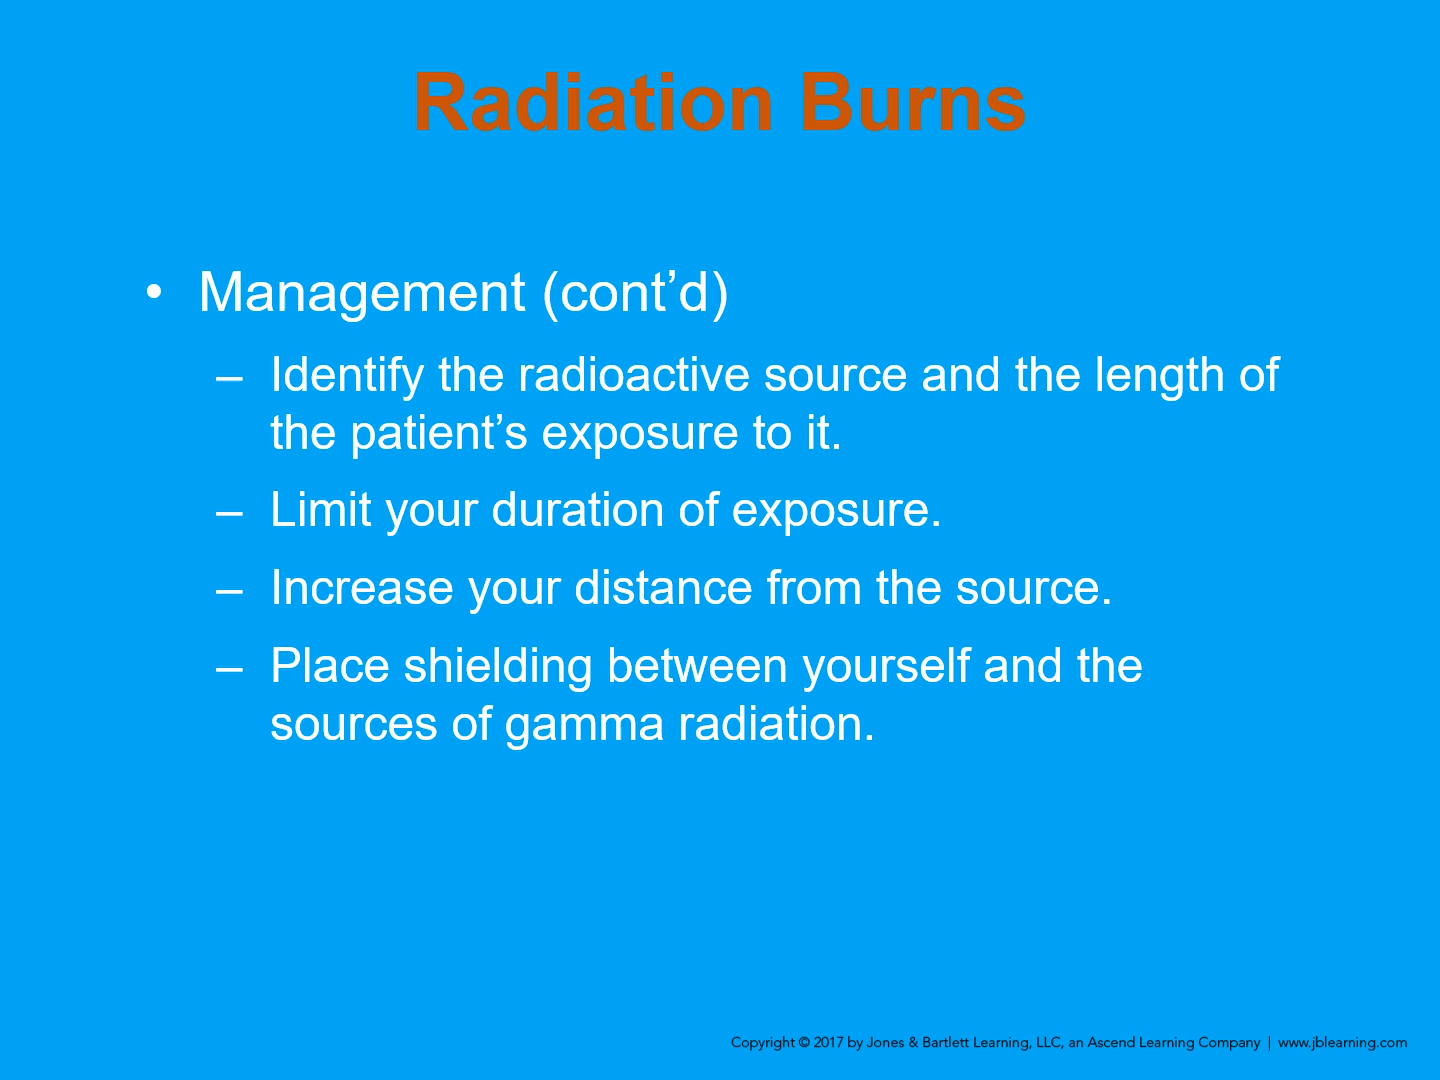 Radiation Burns
• Management (cont’d)
– Identify the radioactive source and the length of
the patient’s exposure to it.
– Limit your duration of exposure.
– Increase your distance from the source.
– Place shielding between yourself and the
sources of gamma radiation.
Copyright © 2017 by Jones & Bartlett Learning, LLC, an Ascend Learning Company | www.jblearning.com